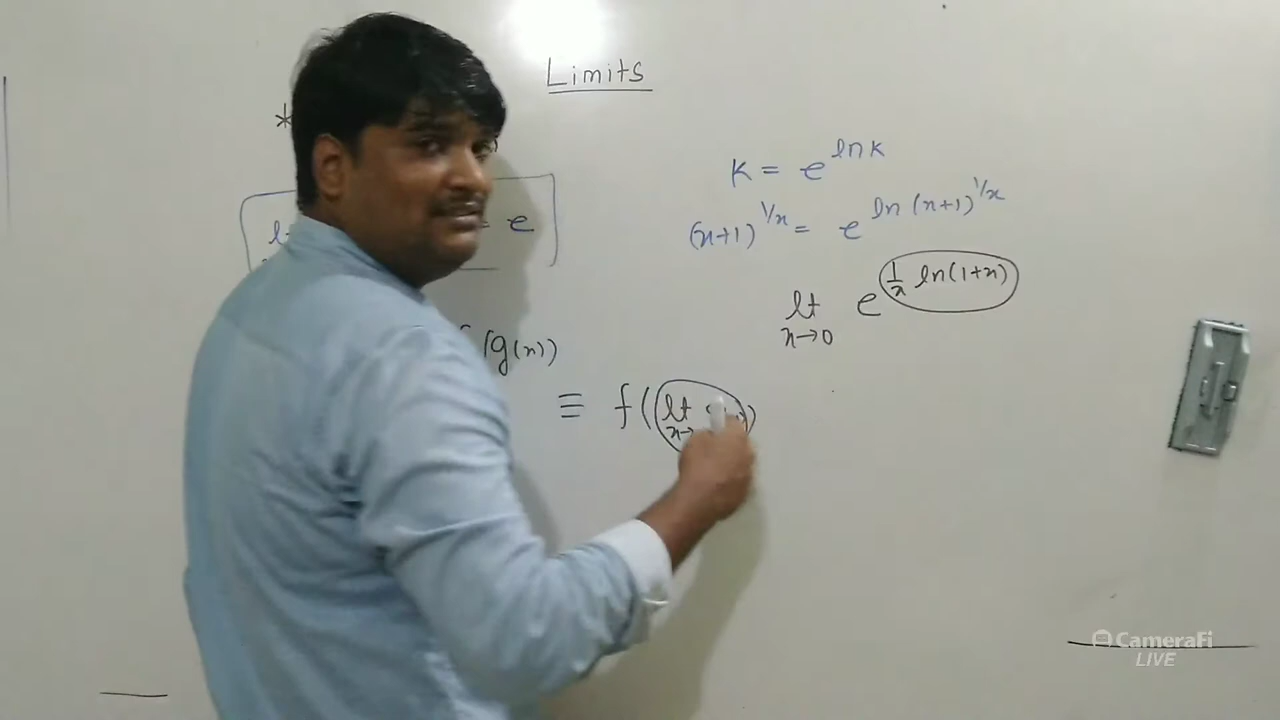 Limits
*
K = e^{ln K}
= e
(x+1)^{1/x} = e^{ln (x+1)^{1/x}}
lt x→0 e^{1/x ln(1+x)}
(g(x))
≡ f(lt x→
CameraFi
LIVE